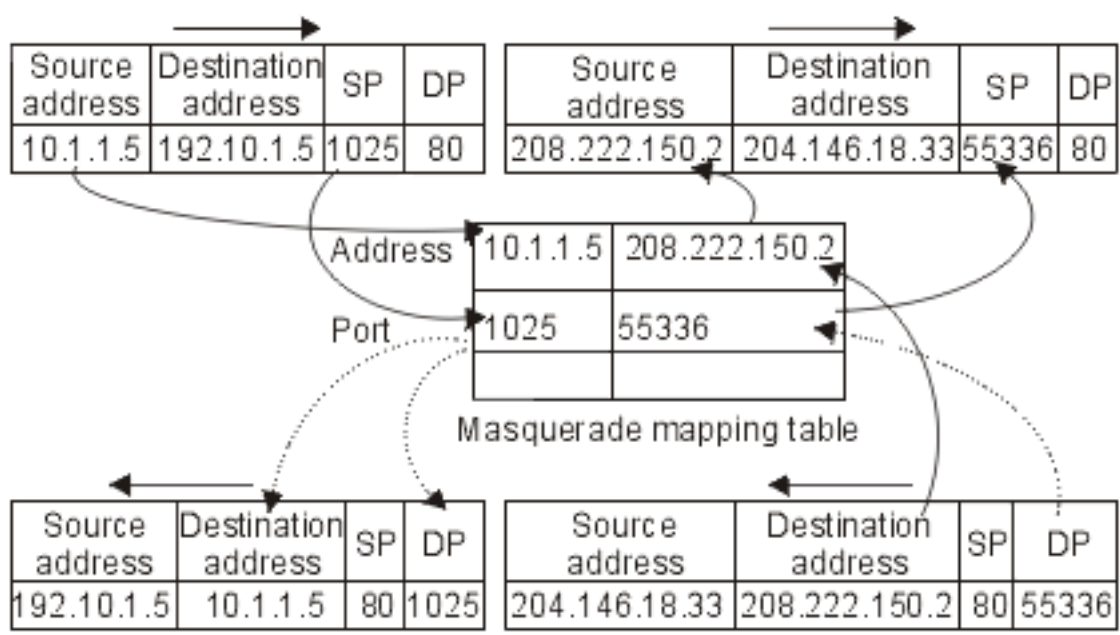 Source address Destination address SP DP
10.1.1.5 192.10.1.5 1025 80
Source address Destination address SP DP
208.222.150.2 204.146.18.33 55336 80
Address 10.1.1.5 208.222.150.2
Port 1025 55336
Masquerade mapping table
Source address Destination address SP DP
192.10.1.5 10.1.1.5 80 1025
Source address Destination address SP DP
204.146.18.33 208.222.150.2 80 55336